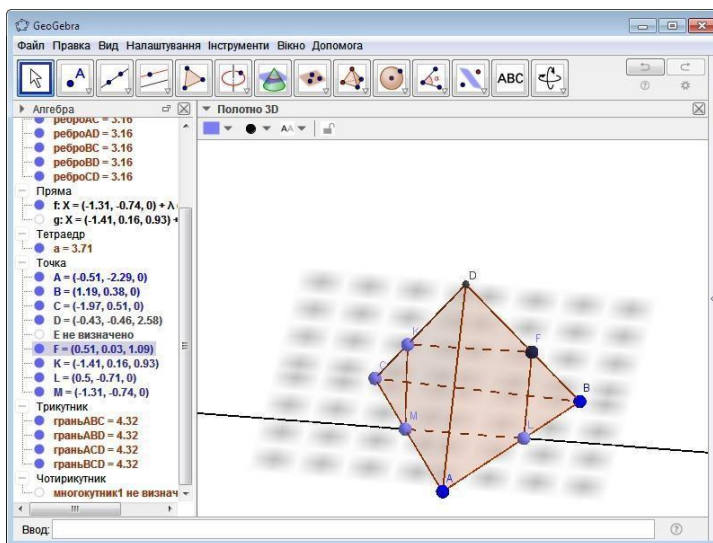 GeoGebra
Файл Правка Вид Налаштування Інструменти Вікно Допомога
A
ABC
Алгебра
Полотно 3D
AA
реброAC = 3.16
реброAD = 3.16
реброBC = 3.16
реброBD = 3.16
реброCD = 3.16
Пряма
f: X = (-1.31, -0.74, 0) + λ
g: X = (-1.41, 0.16, 0.93) +
Тетраедр
a = 3.71
Точка
A = (-0.51, -2.29, 0)
B = (1.19, 0.38, 0)
C = (-1.97, 0.51, 0)
D = (-0.43, -0.46, 2.58)
E не визначено
F = (0.51, 0.03, 1.09)
K = (-1.41, 0.16, 0.93)
L = (0.5, -0.71, 0)
M = (-1.31, -0.74, 0)
Трикутник
граньABC = 4.32
граньABD = 4.32
граньACD = 4.32
граньBCD = 4.32
Чотирикутник
многокутник1 не визнач
D
K
F
C
B
M
L
A
Ввод: